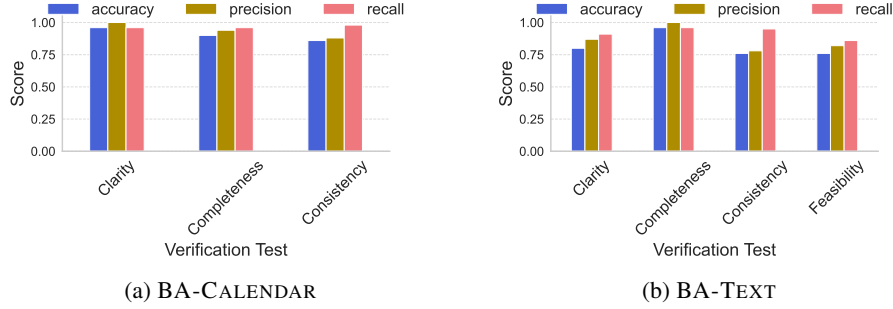 accuracy precision recall
1.00
0.75
0.50
0.25
0.00
Score
Clarity
Completeness
Consistency
Verification Test
(a) BA-CALENDAR
accuracy precision recall
1.00
0.75
0.50
0.25
0.00
Score
Clarity
Completeness
Consistency
Feasibility
Verification Test
(b) BA-TEXT